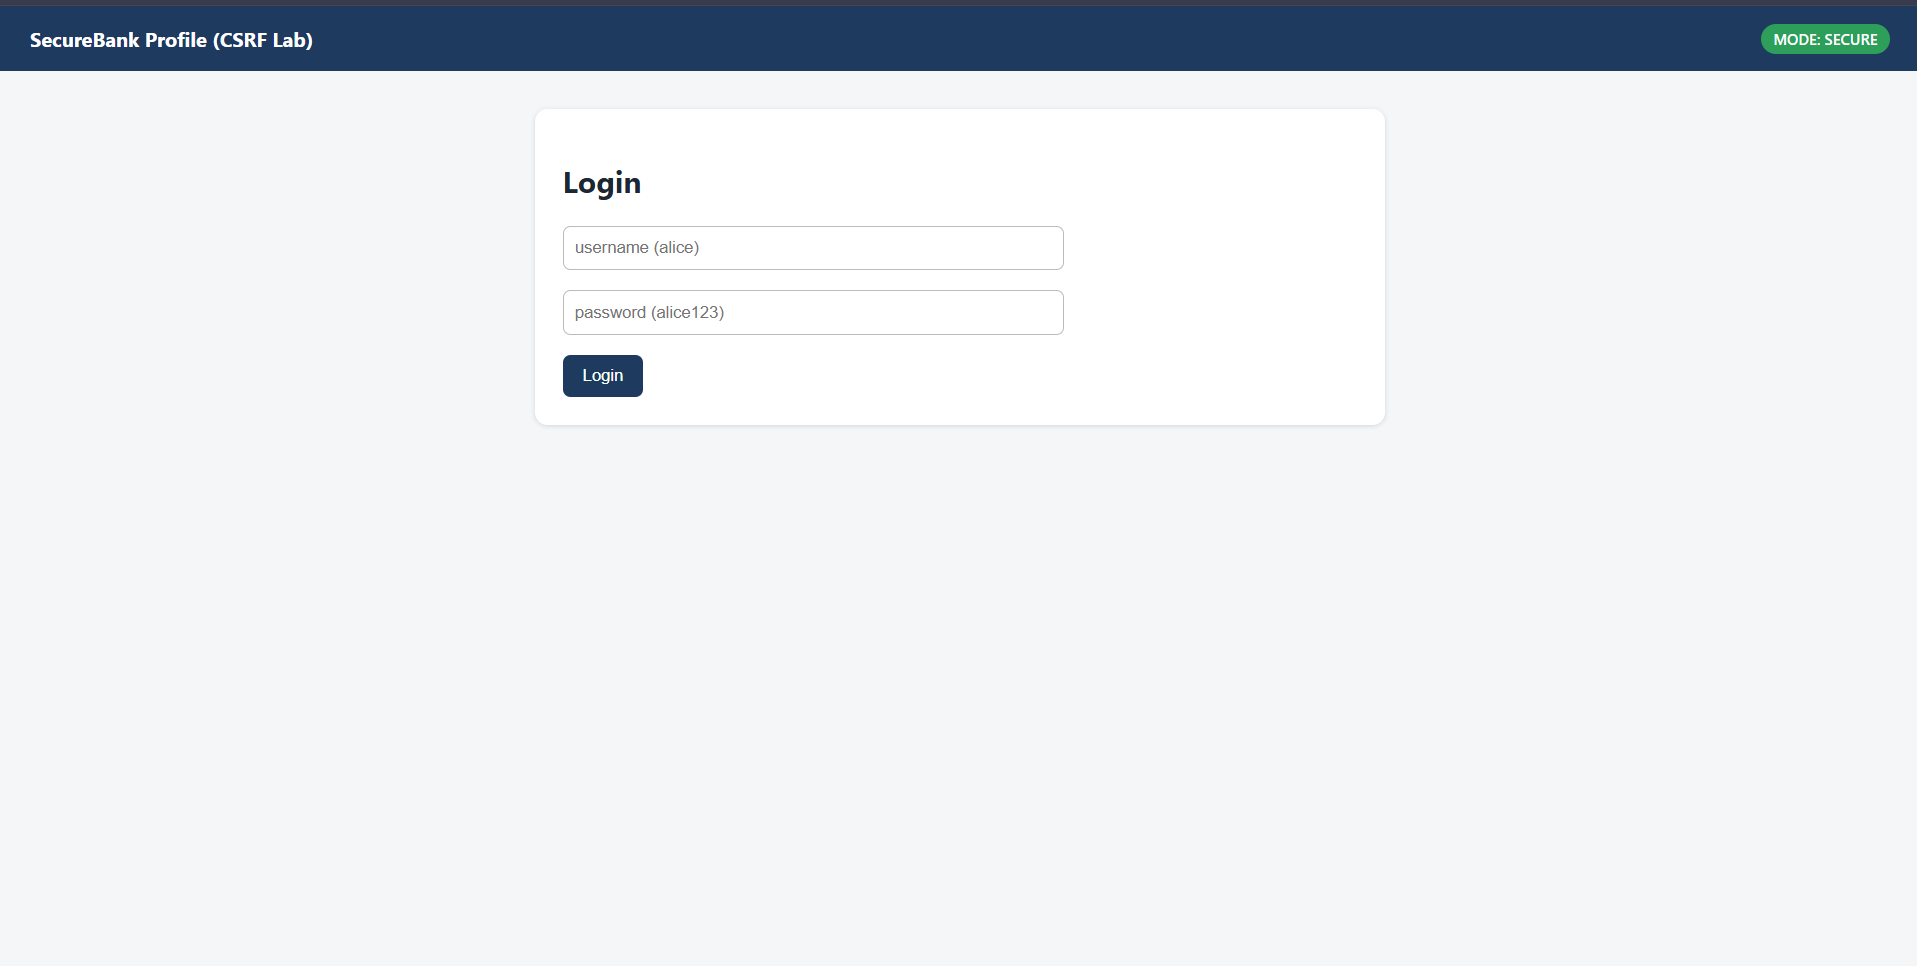 SecureBank Profile (CSRF Lab)
MODE: SECURE
Login
username (alice)
password (alice123)
Login